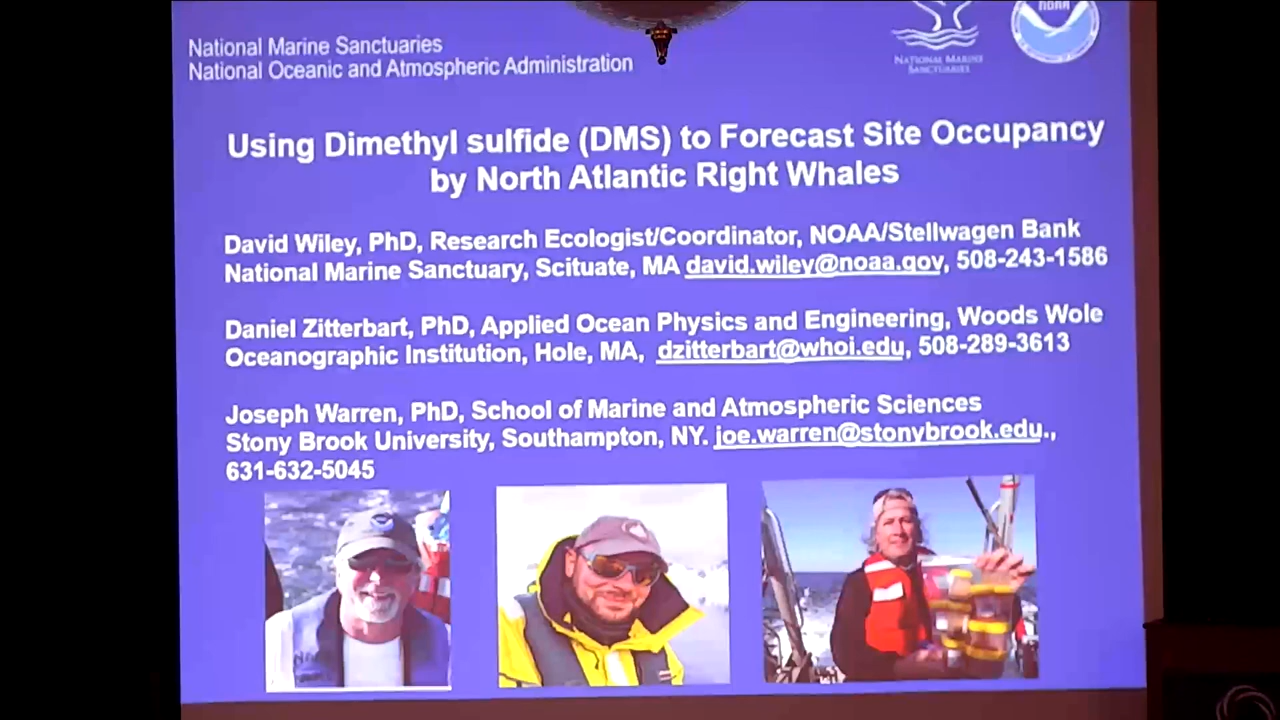 National Marine Sanctuaries
National Oceanic and Atmospheric Administration
NATIONAL MARINE
SANCTUARIES
NOAA
Using Dimethyl sulfide (DMS) to Forecast Site Occupancy
by North Atlantic Right Whales
David Wiley, PhD, Research Ecologist/Coordinator, NOAA/Stellwagen Bank
National Marine Sanctuary, Scituate, MA david.wiley@noaa.gov, 508-243-1586
Daniel Zitterbart, PhD, Applied Ocean Physics and Engineering, Woods Wole
Oceanographic Institution, Hole, MA, dzitterbart@whoi.edu, 508-289-3613
Joseph Warren, PhD, School of Marine and Atmospheric Sciences
Stony Brook University, Southampton, NY. joe.warren@stonybrook.edu.,
631-632-5045